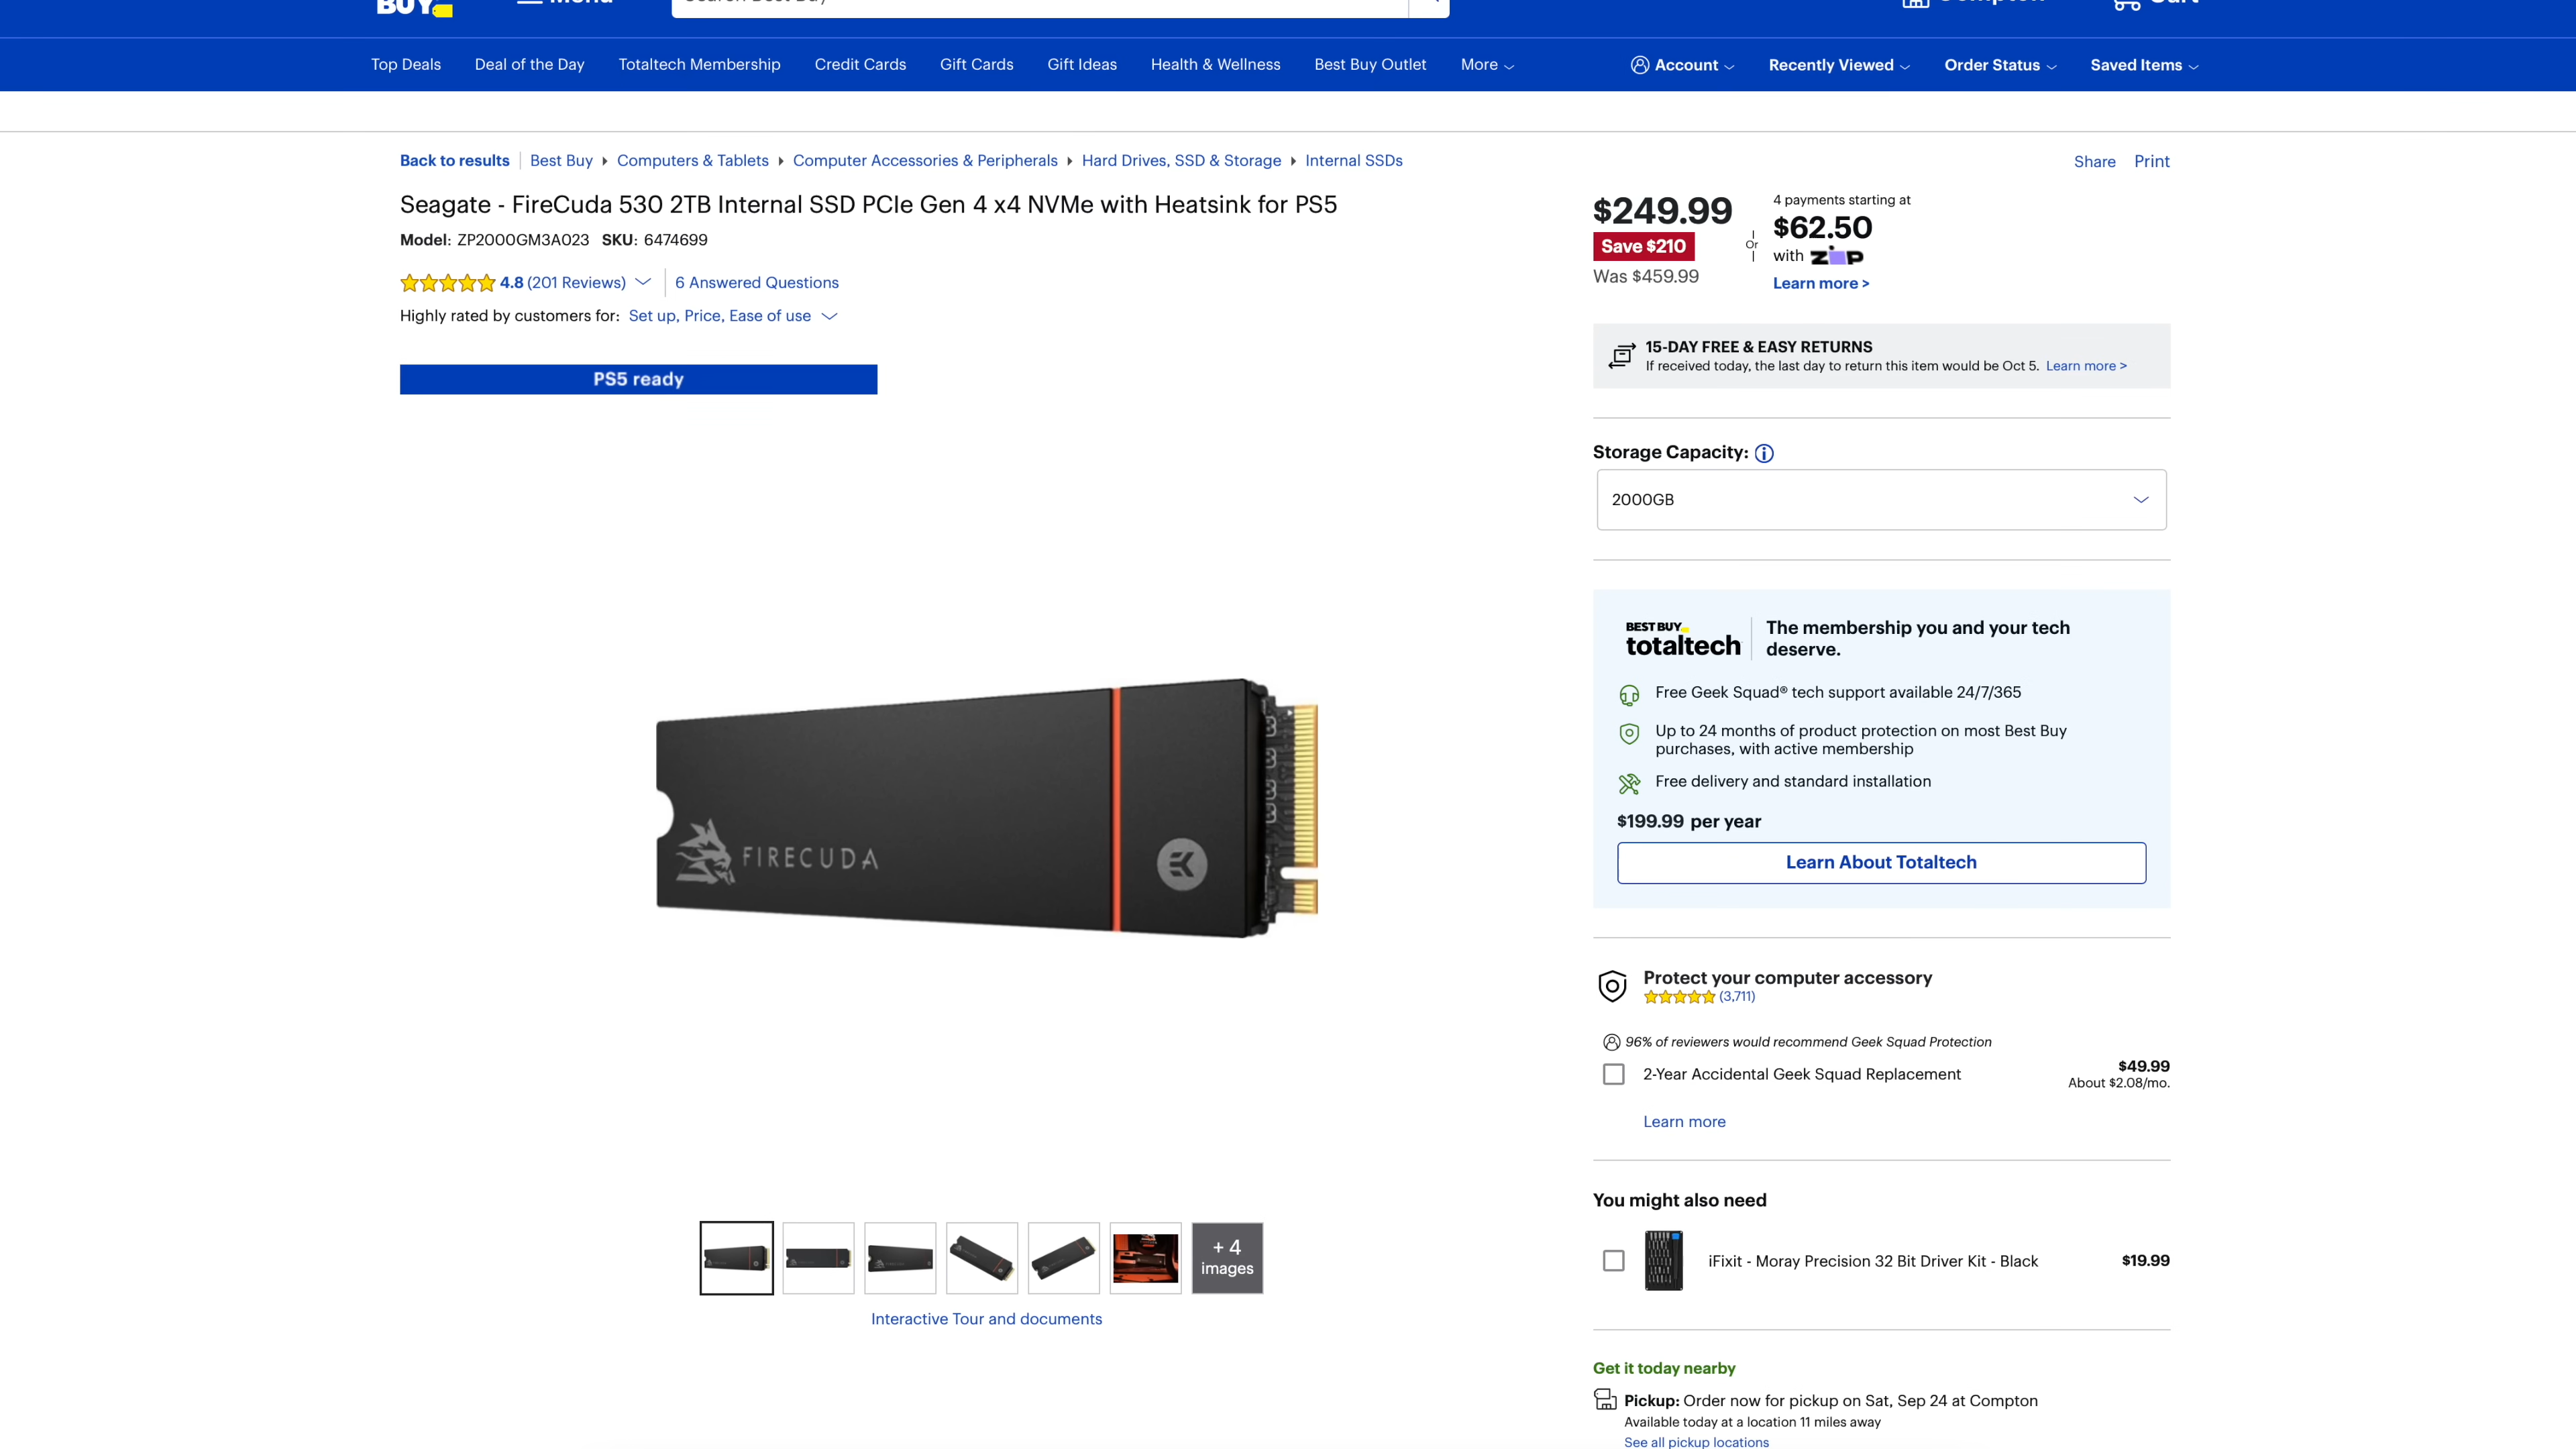 BUY
Menu
Search Best Buy
Compton
Cart
Top Deals Deal of the Day Totaltech Membership Credit Cards Gift Cards Gift Ideas Health & Wellness Best Buy Outlet More Account Recently Viewed Order Status Saved Items
Back to results Best Buy Computers & Tablets Computer Accessories & Peripherals Hard Drives, SSD & Storage Internal SSDs
Share Print
Seagate - FireCuda 530 2TB Internal SSD PCIe Gen 4 x4 NVMe with Heatsink for PS5
Model: ZP2000GM3A023 SKU: 6474699
4.8 (201 Reviews) 6 Answered Questions
Highly rated by customers for: Set up, Price, Ease of use
PS5 ready
FIRECUDA
EK
+ 4
images
Interactive Tour and documents
$249.99
Save $210
Was $459.99
Or
4 payments starting at
$62.50
with zip
Learn more >
15-DAY FREE & EASY RETURNS
If received today, the last day to return this item would be Oct 5. Learn more >
Storage Capacity:
2000GB
BEST BUY
totaltech
The membership you and your tech
deserve.
Free Geek Squad® tech support available 24/7/365
Up to 24 months of product protection on most Best Buy
purchases, with active membership
Free delivery and standard installation
$199.99 per year
Learn About Totaltech
Protect your computer accessory
(3,711)
96% of reviewers would recommend Geek Squad Protection
2-Year Accidental Geek Squad Replacement
$49.99
About $2.08/mo.
Learn more
You might also need
iFixit - Moray Precision 32 Bit Driver Kit - Black $19.99
Get it today nearby
Pickup: Order now for pickup on Sat, Sep 24 at Compton
Available today at a location 11 miles away
See all pickup locations